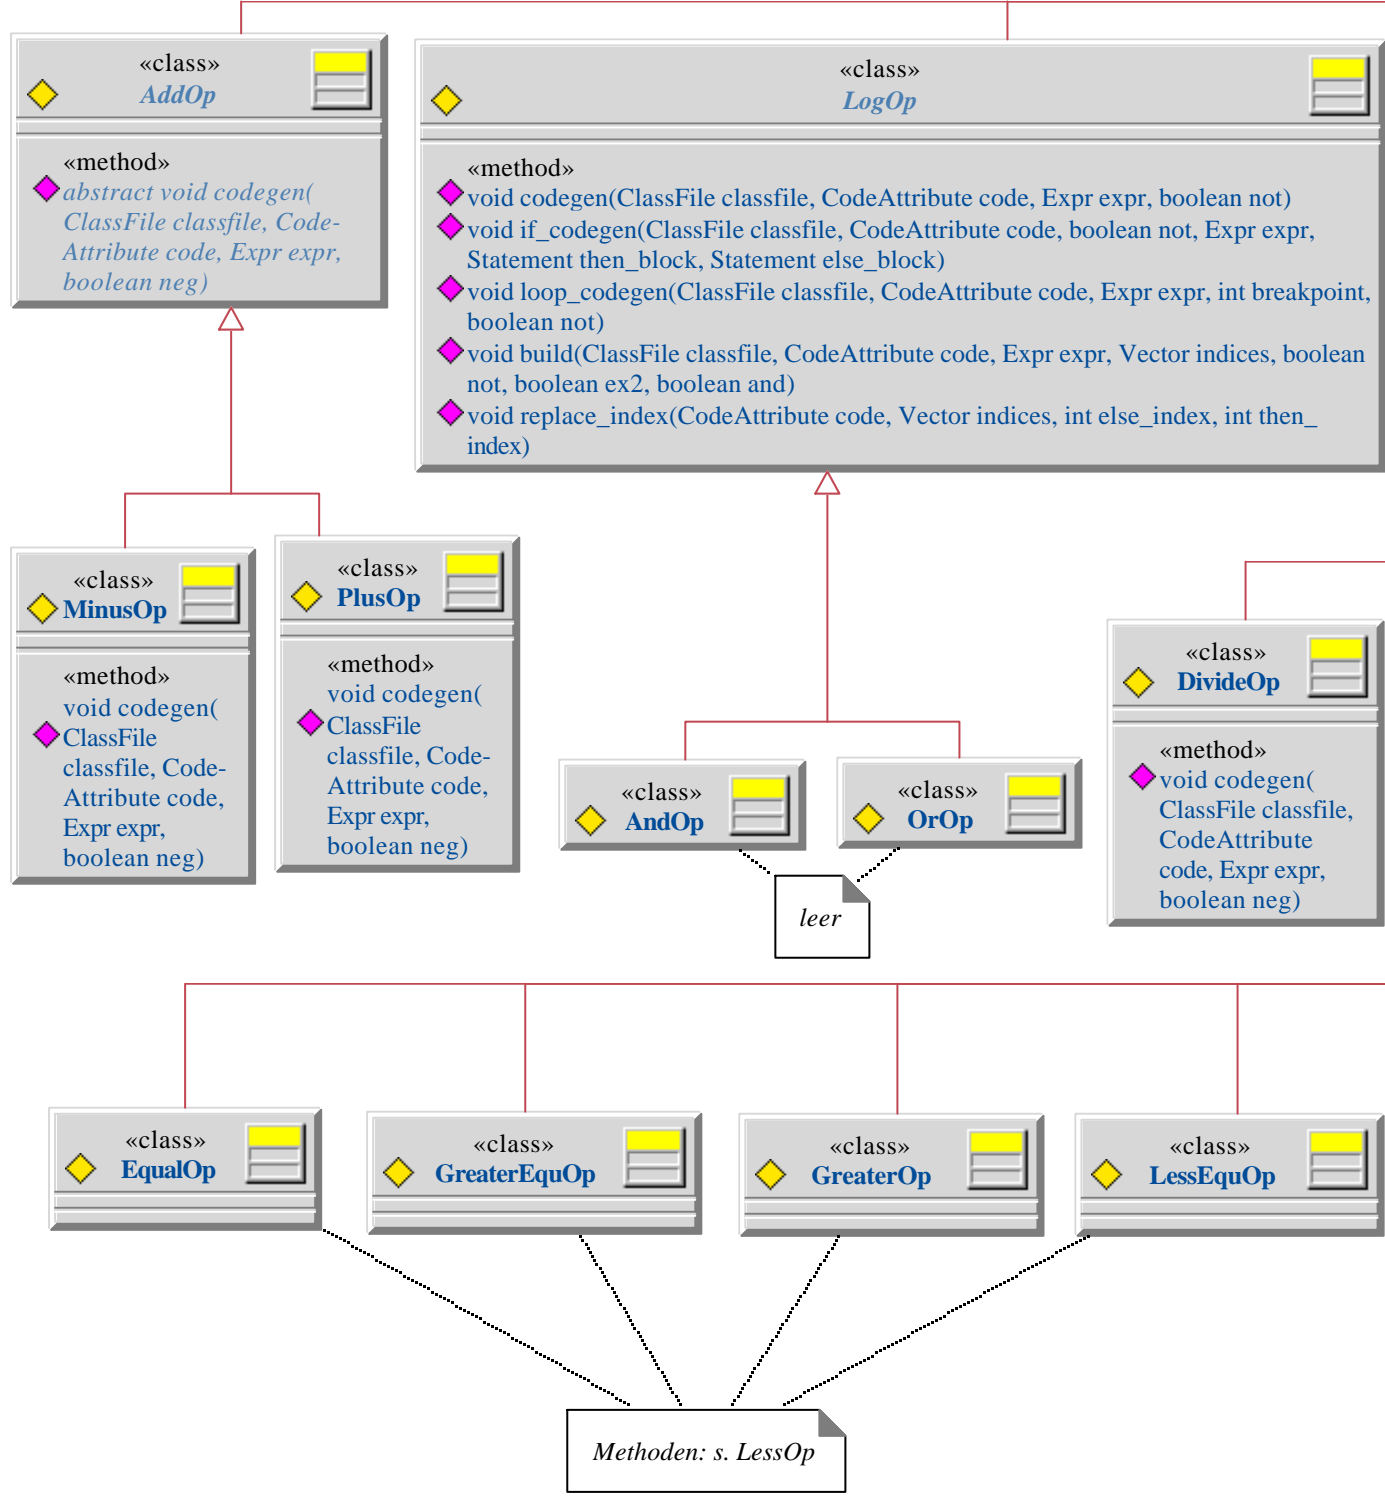 «class»
AddOp
«method»
abstract void codegen(
ClassFile classfile, Code-
Attribute code, Expr expr,
boolean neg)
«class»
LogOp
«method»
void codegen(ClassFile classfile, CodeAttribute code, Expr expr, boolean not)
void if_codegen(ClassFile classfile, CodeAttribute code, boolean not, Expr expr,
Statement then_block, Statement else_block)
void loop_codegen(ClassFile classfile, CodeAttribute code, Expr expr, int breakpoint,
boolean not)
void build(ClassFile classfile, CodeAttribute code, Expr expr, Vector indices, boolean
not, boolean ex2, boolean and)
void replace_index(CodeAttribute code, Vector indices, int else_index, int then_
index)
«class»
MinusOp
«method»
void codegen(
ClassFile
classfile, Code-
Attribute code,
Expr expr,
boolean neg)
«class»
PlusOp
«method»
void codegen(
ClassFile
classfile, Code-
Attribute code,
Expr expr,
boolean neg)
«class»
AndOp
«class»
OrOp
leer
«class»
DivideOp
«method»
void codegen(
ClassFile classfile,
CodeAttribute
code, Expr expr,
boolean neg)
«class»
EqualOp
«class»
GreaterEquOp
«class»
GreaterOp
«class»
LessEquOp
Methoden: s. LessOp